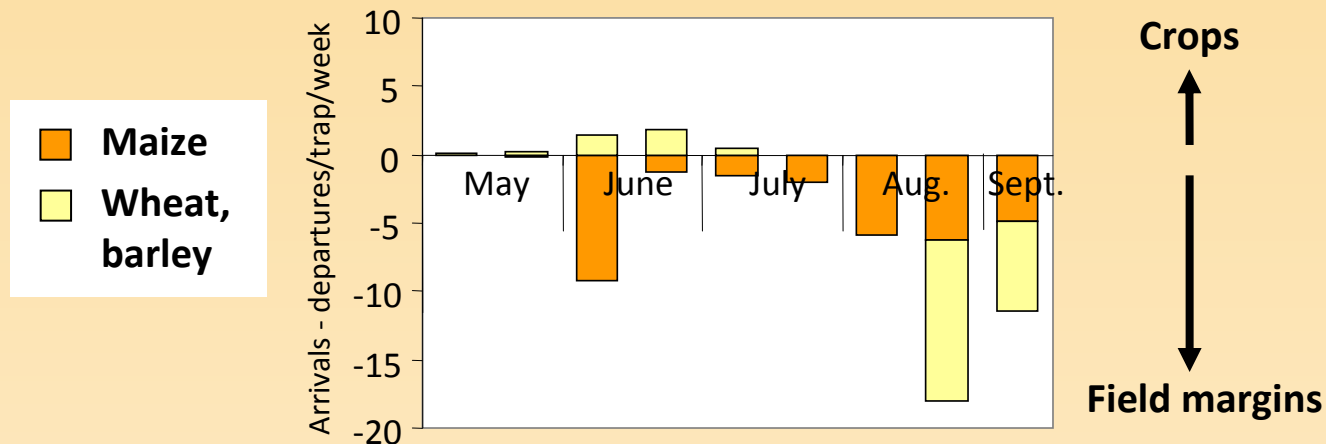 Maize
Wheat,
barley
Arrivals - departures/trap/week
10
5
0
-5
-10
-15
-20
May
June
July
Aug.
Sept.
Crops
Field margins